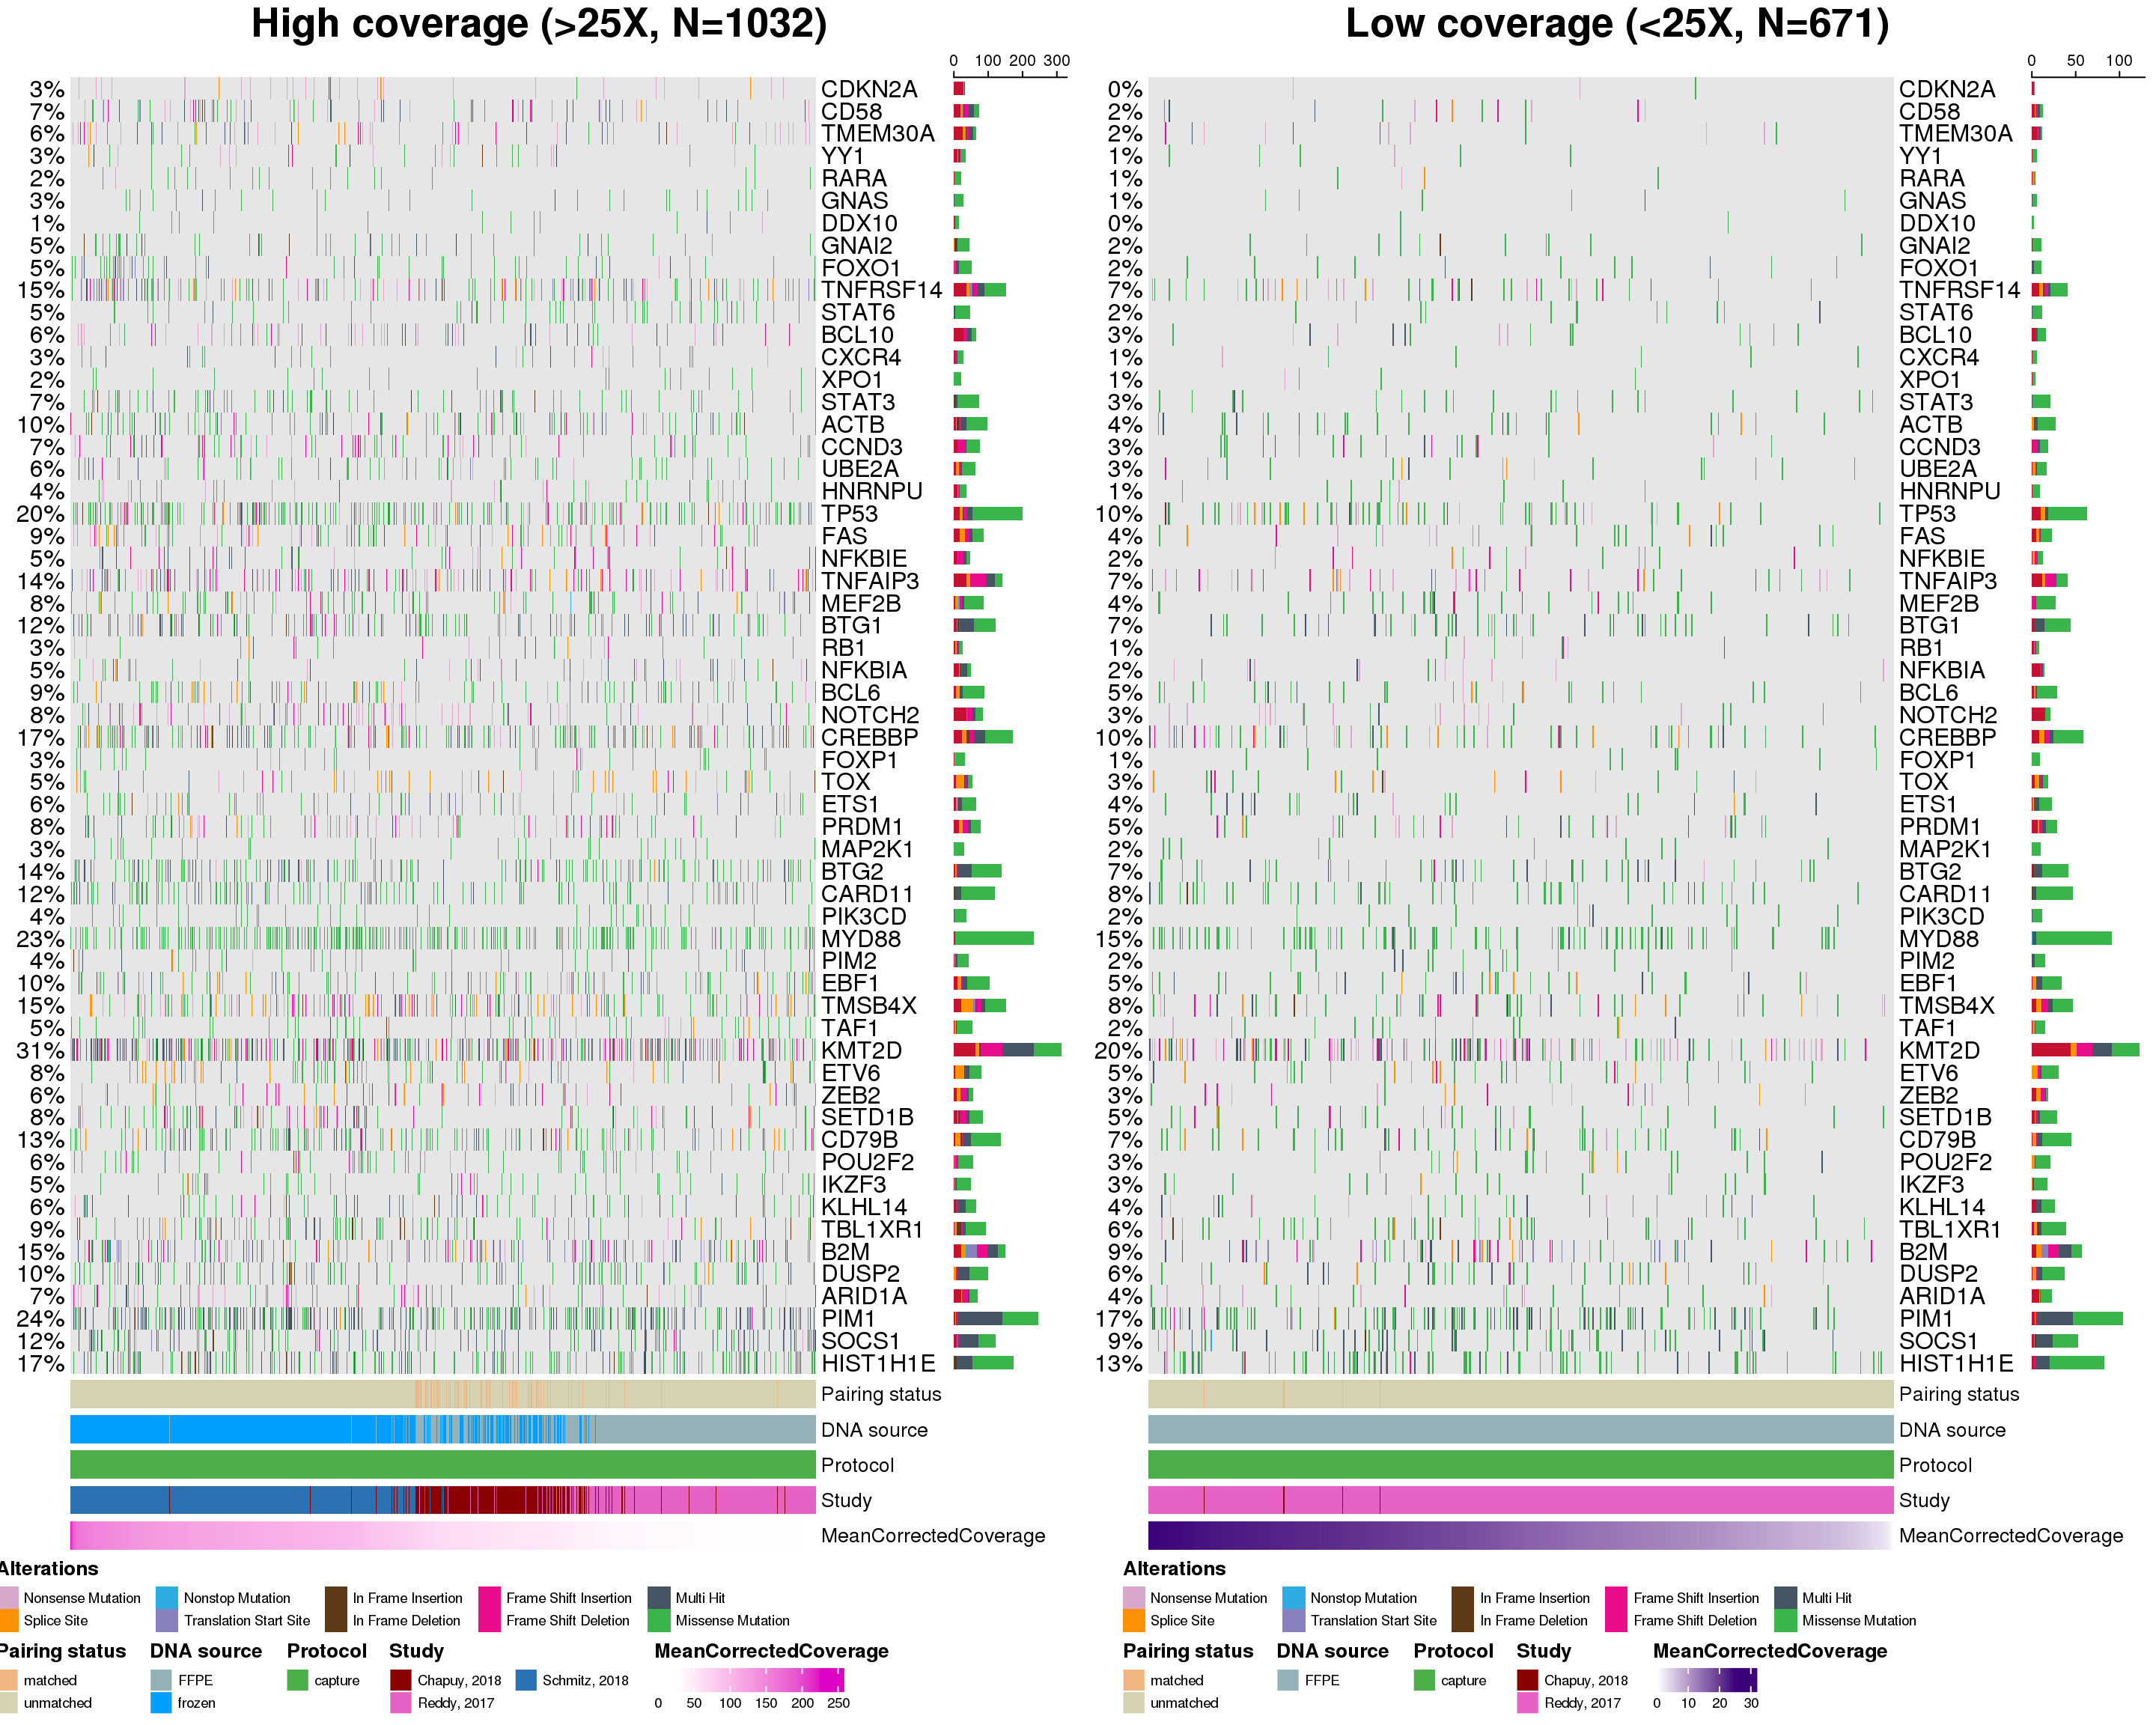 High coverage (>25X, N=1032)
0 100 200 300
3% CDKN2A
7% CD58
6% TMEM30A
3% YY1
2% RARA
3% GNAS
1% DDX10
5% GNAI2
5% FOXO1
15% TNFRSF14
5% STAT6
6% BCL10
3% CXCR4
2% XPO1
7% STAT3
10% ACTB
7% CCND3
6% UBE2A
4% HNRNPU
20% TP53
9% FAS
5% NFKBIE
14% TNFAIP3
8% MEF2B
12% BTG1
3% RB1
5% NFKBIA
9% BCL6
8% NOTCH2
17% CREBBP
3% FOXP1
5% TOX
6% ETS1
8% PRDM1
3% MAP2K1
14% BTG2
12% CARD11
4% PIK3CD
23% MYD88
4% PIM2
10% EBF1
15% TMSB4X
5% TAF1
31% KMT2D
8% ETV6
6% ZEB2
8% SETD1B
13% CD79B
6% POU2F2
5% IKZF3
6% KLHL14
9% TBL1XR1
15% B2M
10% DUSP2
7% ARID1A
24% PIM1
12% SOCS1
17% HIST1H1E
Pairing status
DNA source
Protocol
Study
MeanCorrectedCoverage
Alterations
Nonsense Mutation Nonstop Mutation In Frame Insertion Frame Shift Insertion Multi Hit
Splice Site Translation Start Site In Frame Deletion Frame Shift Deletion Missense Mutation
Pairing status DNA source Protocol Study MeanCorrectedCoverage
matched FFPE capture Chapuy, 2018 Schmitz, 2018
unmatched frozen Reddy, 2017 0 50 100 150 200 250
Low coverage (<25X, N=671)
0 50 100
0% CDKN2A
2% CD58
2% TMEM30A
1% YY1
1% RARA
1% GNAS
0% DDX10
2% GNAI2
2% FOXO1
7% TNFRSF14
2% STAT6
3% BCL10
1% CXCR4
1% XPO1
3% STAT3
4% ACTB
3% CCND3
3% UBE2A
1% HNRNPU
10% TP53
4% FAS
2% NFKBIE
7% TNFAIP3
4% MEF2B
7% BTG1
1% RB1
2% NFKBIA
5% BCL6
3% NOTCH2
10% CREBBP
1% FOXP1
3% TOX
4% ETS1
5% PRDM1
2% MAP2K1
7% BTG2
8% CARD11
2% PIK3CD
15% MYD88
2% PIM2
5% EBF1
8% TMSB4X
2% TAF1
20% KMT2D
5% ETV6
3% ZEB2
5% SETD1B
7% CD79B
3% POU2F2
3% IKZF3
4% KLHL14
6% TBL1XR1
9% B2M
6% DUSP2
4% ARID1A
17% PIM1
9% SOCS1
13% HIST1H1E
Pairing status
DNA source
Protocol
Study
MeanCorrectedCoverage
Alterations
Nonsense Mutation Nonstop Mutation In Frame Insertion Frame Shift Insertion Multi Hit
Splice Site Translation Start Site In Frame Deletion Frame Shift Deletion Missense Mutation
Pairing status DNA source Protocol Study MeanCorrectedCoverage
matched FFPE capture Chapuy, 2018
unmatched Reddy, 2017 0 10 20 30